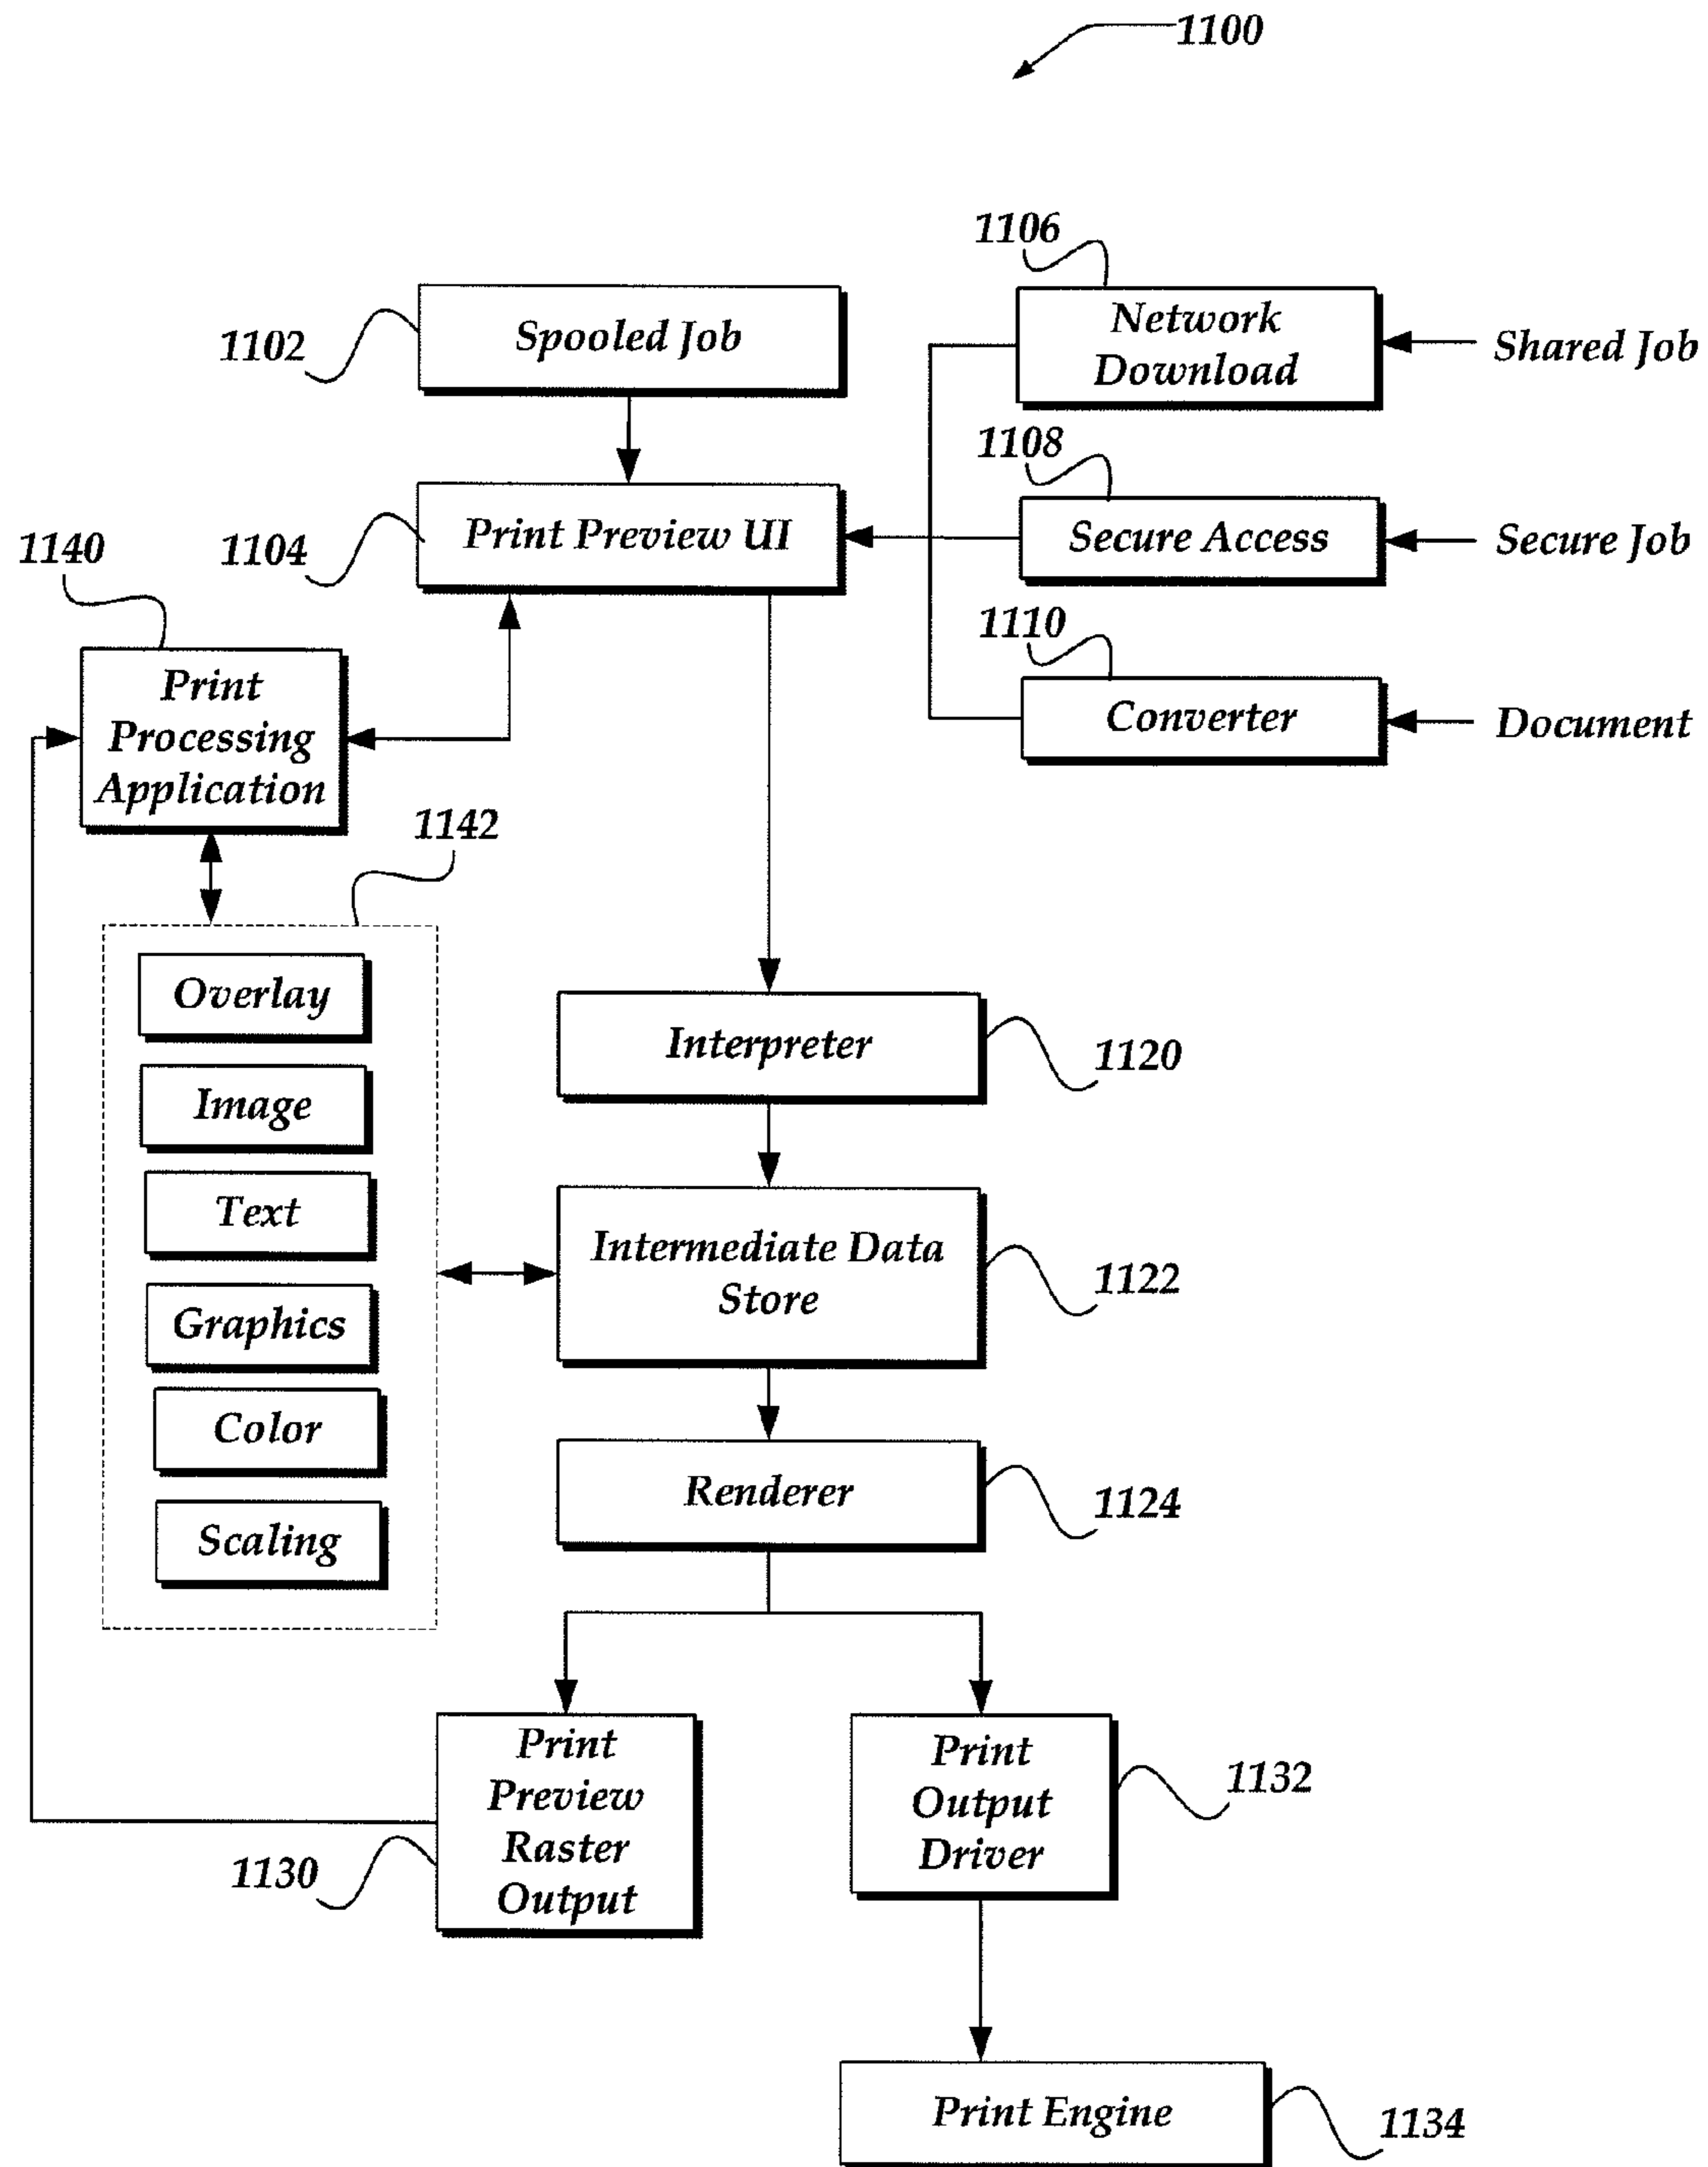 1100
1106
Network
Download
Shared Job
1102
Spooled Job
1108
Secure Access
Secure Job
1104
Print Preview UI
1110
Converter
Document
1140
Print
Processing
Application
1142
Overlay
Image
Text
Graphics
Color
Scaling
Interpreter
1120
Intermediate Data
Store
1122
Renderer
1124
Print
Preview
Raster
Output
1130
Print
Output
Driver
1132
Print Engine
1134